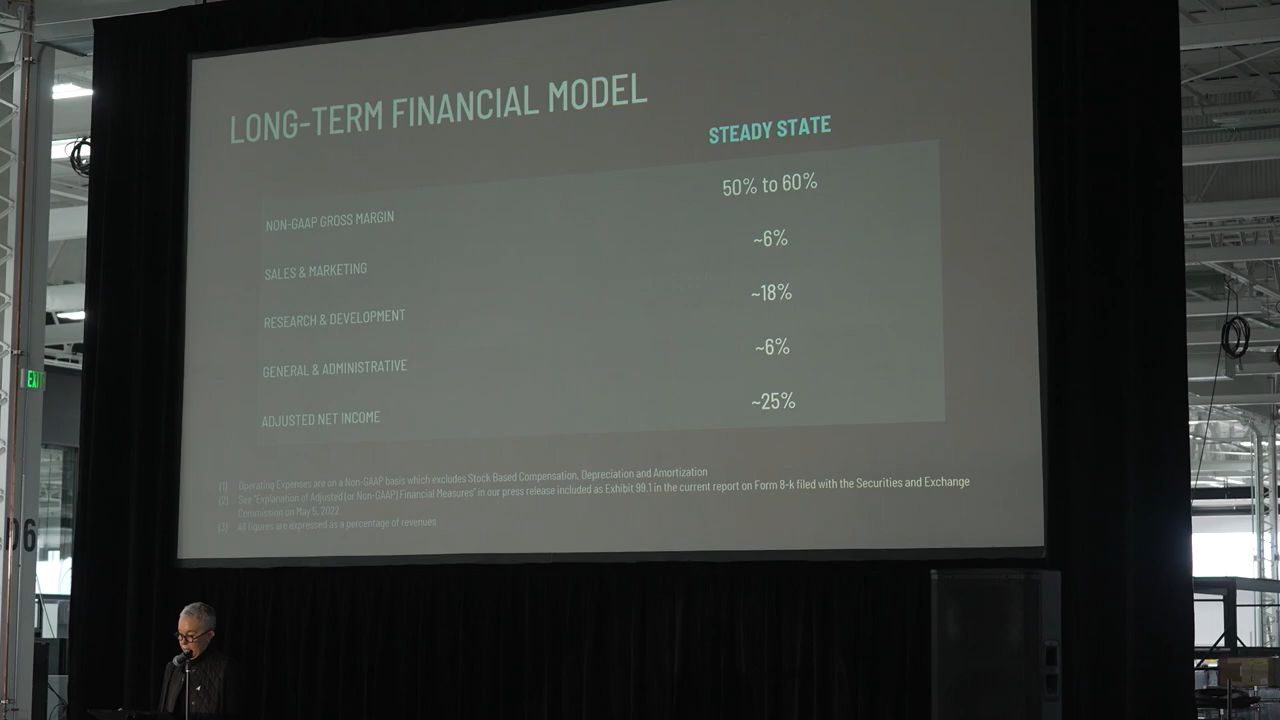 LONG-TERM FINANCIAL MODEL
STEADY STATE
NON-GAAP GROSS MARGIN 50% to 60%
SALES & MARKETING ~6%
RESEARCH & DEVELOPMENT ~18%
GENERAL & ADMINISTRATIVE ~6%
ADJUSTED NET INCOME ~25%
(1) Operating Expenses are on a Non-GAAP basis which excludes Stock Based Compensation, Depreciation and Amortization
(2) See "Explanation of Adjusted (or Non-GAAP) Financial Measures" in our press release included as Exhibit 99.1 in the current report on Form 8-k filed with the Securities and Exchange
Commission on May 5, 2022
(3) All figures are expressed as a percentage of revenues
EXIT
06